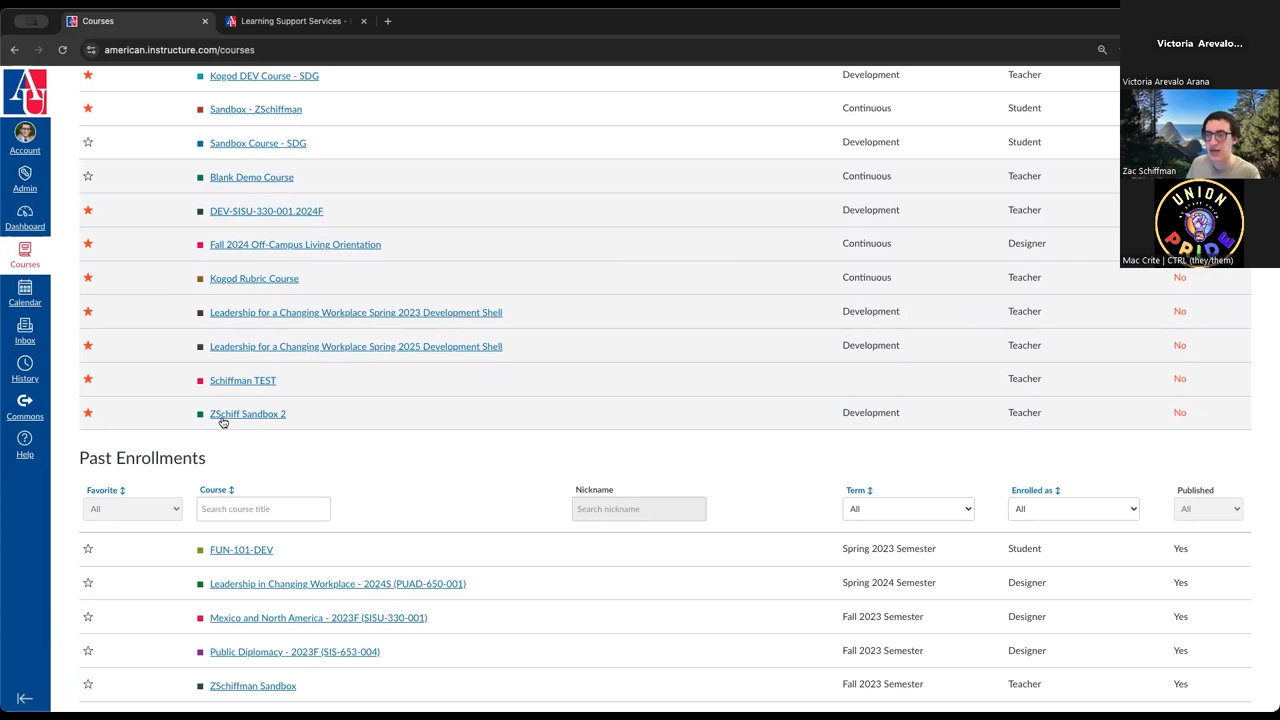 Courses
Learning Support Services -
american.instructure.com/courses
Victoria Arevalo...
Victoria Arevalo Arana
Zac Schiffman
UNION
PRIDE
Mac Crite | CTRL (they/them)
AU
Account
Admin
Dashboard
Courses
Calendar
Inbox
History
Commons
Help
Kogod DEV Course - SDG Development Teacher
Sandbox - ZSchiffman Continuous Student
Sandbox Course - SDG Development Student
Blank Demo Course Continuous Teacher
DEV-SISU-330-001.2024F Development Teacher
Fall 2024 Off-Campus Living Orientation Continuous Designer
Kogod Rubric Course Continuous Teacher No
Leadership for a Changing Workplace Spring 2023 Development Shell Development Teacher No
Leadership for a Changing Workplace Spring 2025 Development Shell Development Teacher No
Schiffman TEST Teacher No
ZSchiff Sandbox 2 Development Teacher No
Past Enrollments
Favorite Course Nickname Term Enrolled as Published
All Search course title Search nickname All All All
FUN-101-DEV Spring 2023 Semester Student Yes
Leadership in Changing Workplace - 2024S (PUAD-650-001) Spring 2024 Semester Designer Yes
Mexico and North America - 2023F (SISU-330-001) Fall 2023 Semester Designer Yes
Public Diplomacy - 2023F (SIS-653-004) Fall 2023 Semester Designer Yes
ZSchiffman Sandbox Fall 2023 Semester Teacher Yes